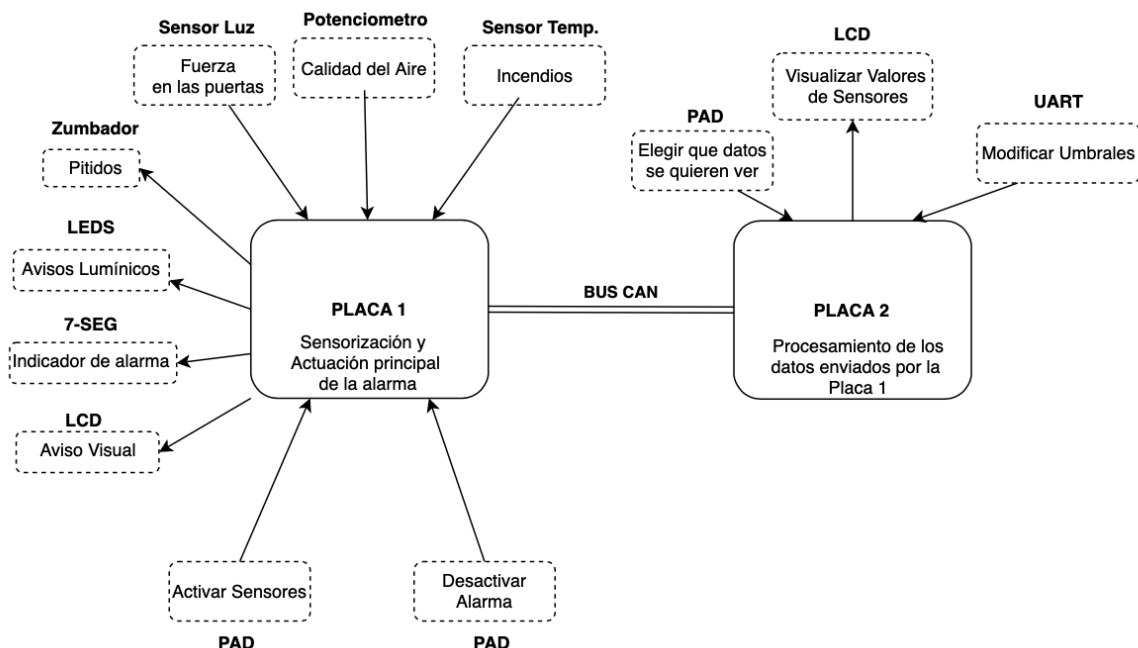 Sensor Luz
Fuerza
en las puertas
Potenciometro
Calidad del Aire
Sensor Temp.
Incendios
Zumbador
Pitidos
LEDS
Avisos Lumínicos
7-SEG
Indicador de alarma
LCD
Aviso Visual
PLACA 1
Sensorización y
Actuación principal
de la alarma
Activar Sensores
PAD
Desactivar
Alarma
PAD
BUS CAN
LCD
Visualizar Valores
de Sensores
PAD
Elegir que datos
se quieren ver
UART
Modificar Umbrales
PLACA 2
Procesamiento de los
datos enviados por la
Placa 1